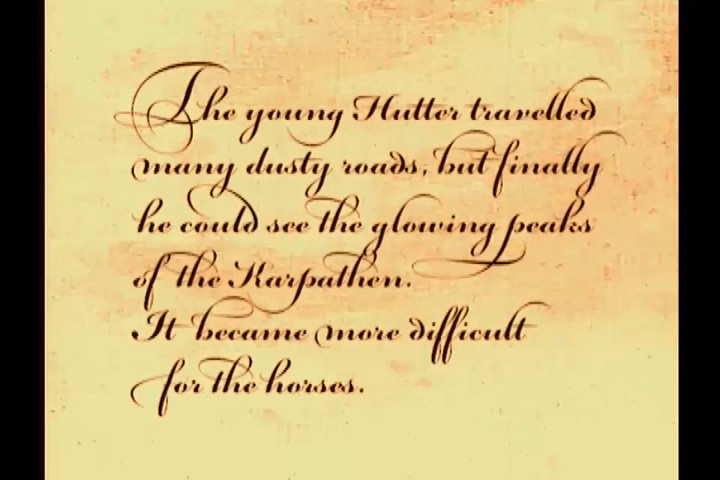 The young Hutter travelled
many dusty roads, but finally
he could see the glowing peaks
of the Karpathen.
It became more difficult
for the horses.